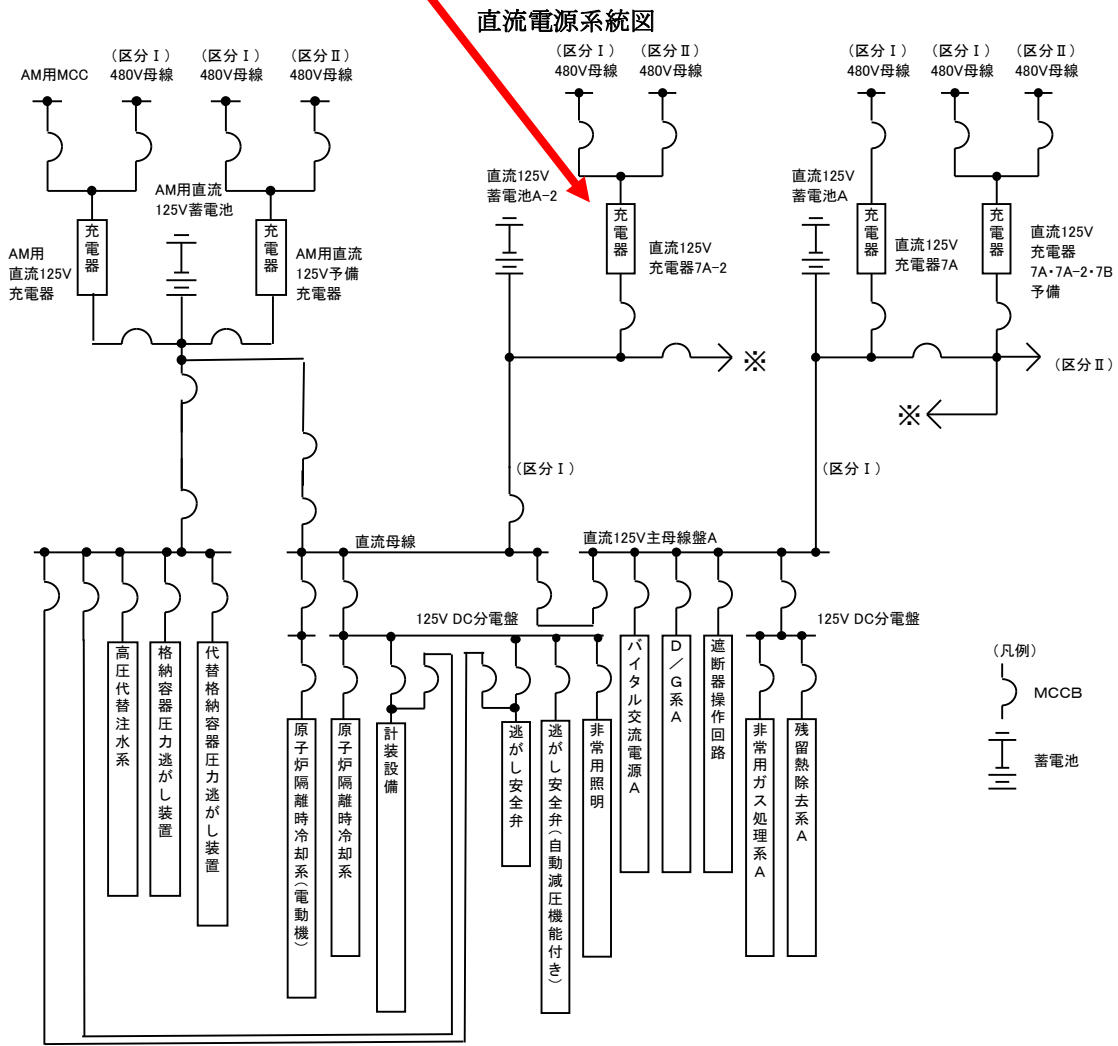 直流電源系統図
AM用MCC
(区分Ⅰ)
480V母線
(区分Ⅰ)
480V母線
(区分Ⅱ)
480V母線
(区分Ⅰ)
480V母線
(区分Ⅱ)
480V母線
(区分Ⅰ)
480V母線
(区分Ⅰ)
480V母線
(区分Ⅱ)
480V母線
AM用直流
125V蓄電池
直流125V
蓄電池A-2
直流125V
蓄電池A
AM用
直流125V
充電器
充電器
充電器
AM用直流
125V予備
充電器
充電器
直流125V
充電器7A-2
充電器
直流125V
充電器7A
充電器
直流125V
充電器
7A・7A-2・7B
予備
※
(区分Ⅱ)
※
(区分Ⅰ)
(区分Ⅰ)
直流母線
直流125V主母線盤A
125V DC分電盤
125V DC分電盤
高圧代替注水系
格納容器圧力逃がし装置
代替格納容器圧力逃がし装置
原子炉隔離時冷却系(電動機)
原子炉隔離時冷却系
計装設備
逃がし安全弁
逃がし安全弁(自動減圧機能付き)
非常用照明
バイタル交流電源A
D/G系A
遮断器操作回路
非常用ガス処理系A
残留熱除去系A
(凡例)
MCCB
蓄電池